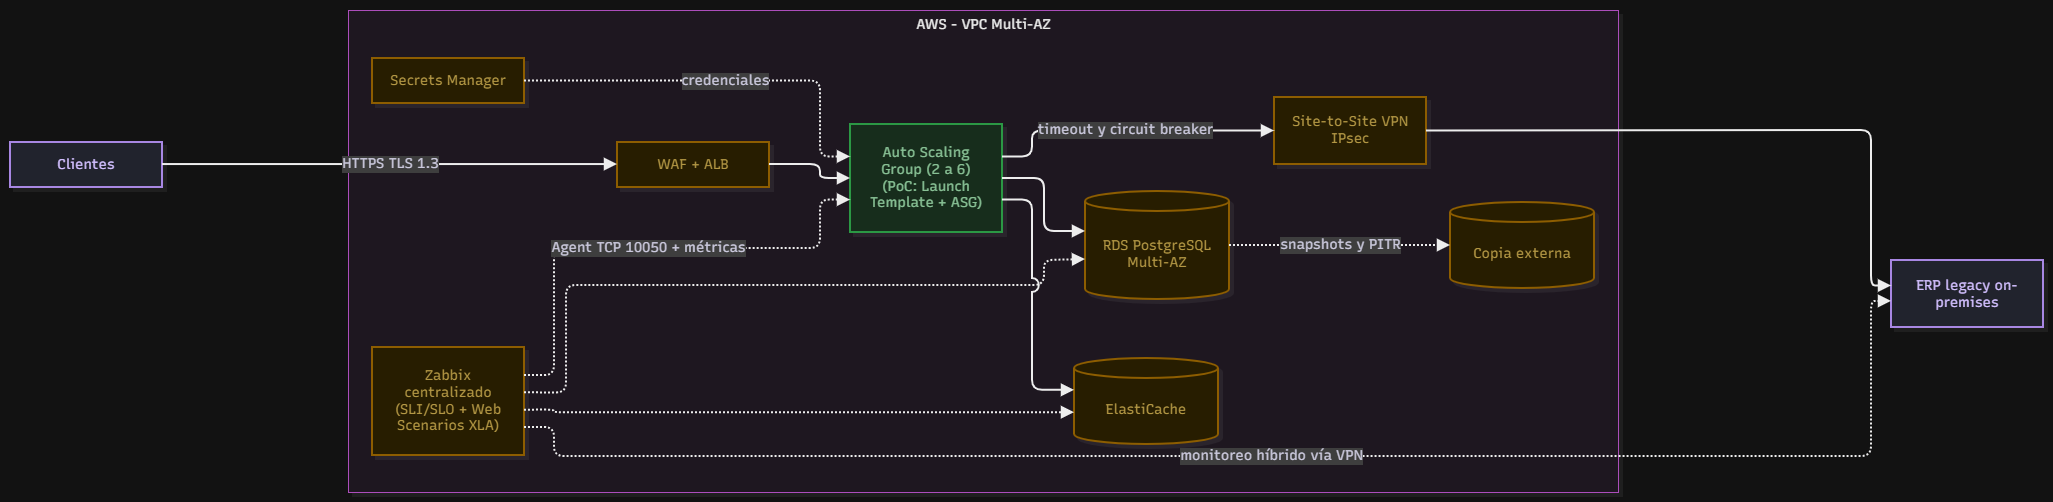 AWS - VPC Multi-AZ
Secrets Manager
credenciales
Clientes
HTTPS TLS 1.3
WAF + ALB
Auto Scaling
Group (2 a 6)
(PoC: Launch
Template + ASG)
timeout y circuit breaker
Site-to-Site VPN
IPsec
Agent TCP 10050 + métricas
RDS PostgreSQL
Multi-AZ
snapshots y PITR
Copia externa
ERP legacy on-
premises
Zabbix
centralizado
(SLI/SLO + Web
Scenarios XLA)
ElastiCache
monitoreo híbrido vía VPN